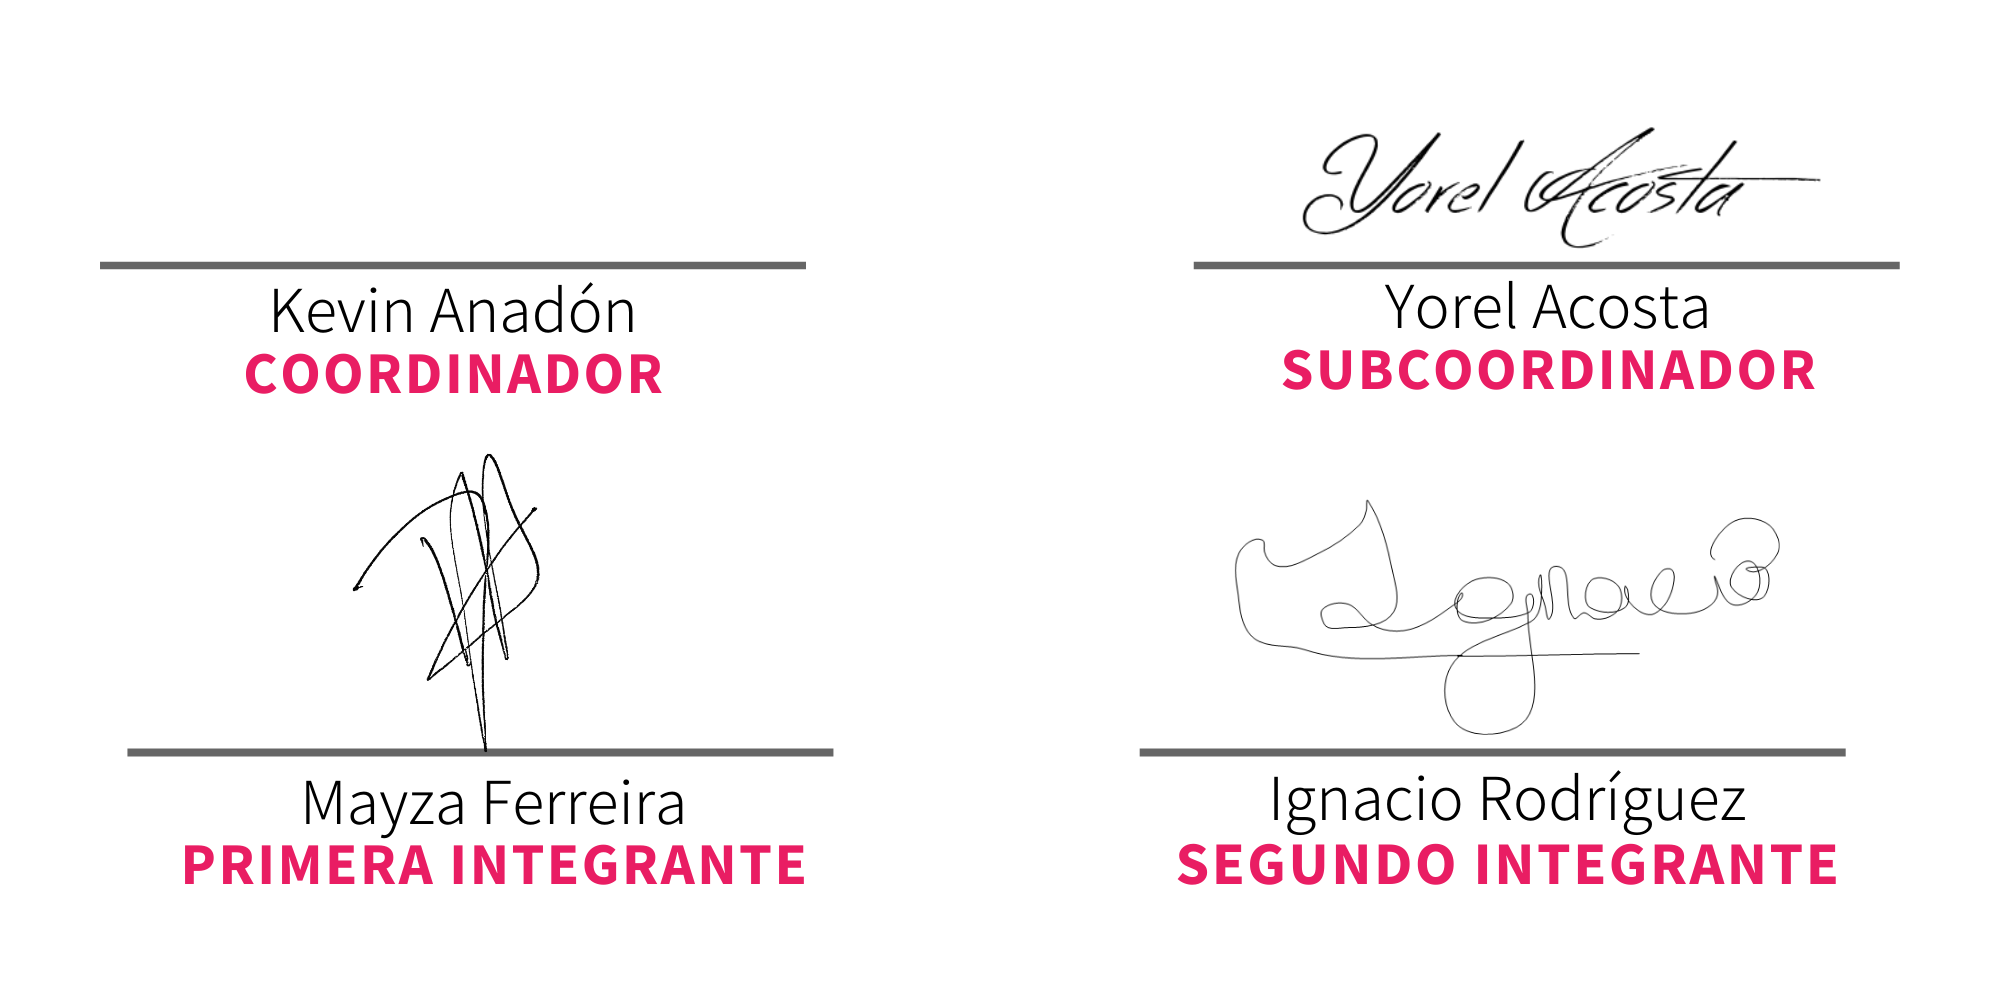 Yorel Acosta
Kevin Anadón
COORDINADOR
Yorel Acosta
SUBCOORDINADOR
Ignacio
Mayza Ferreira
PRIMERA INTEGRANTE
Ignacio Rodríguez
SEGUNDO INTEGRANTE